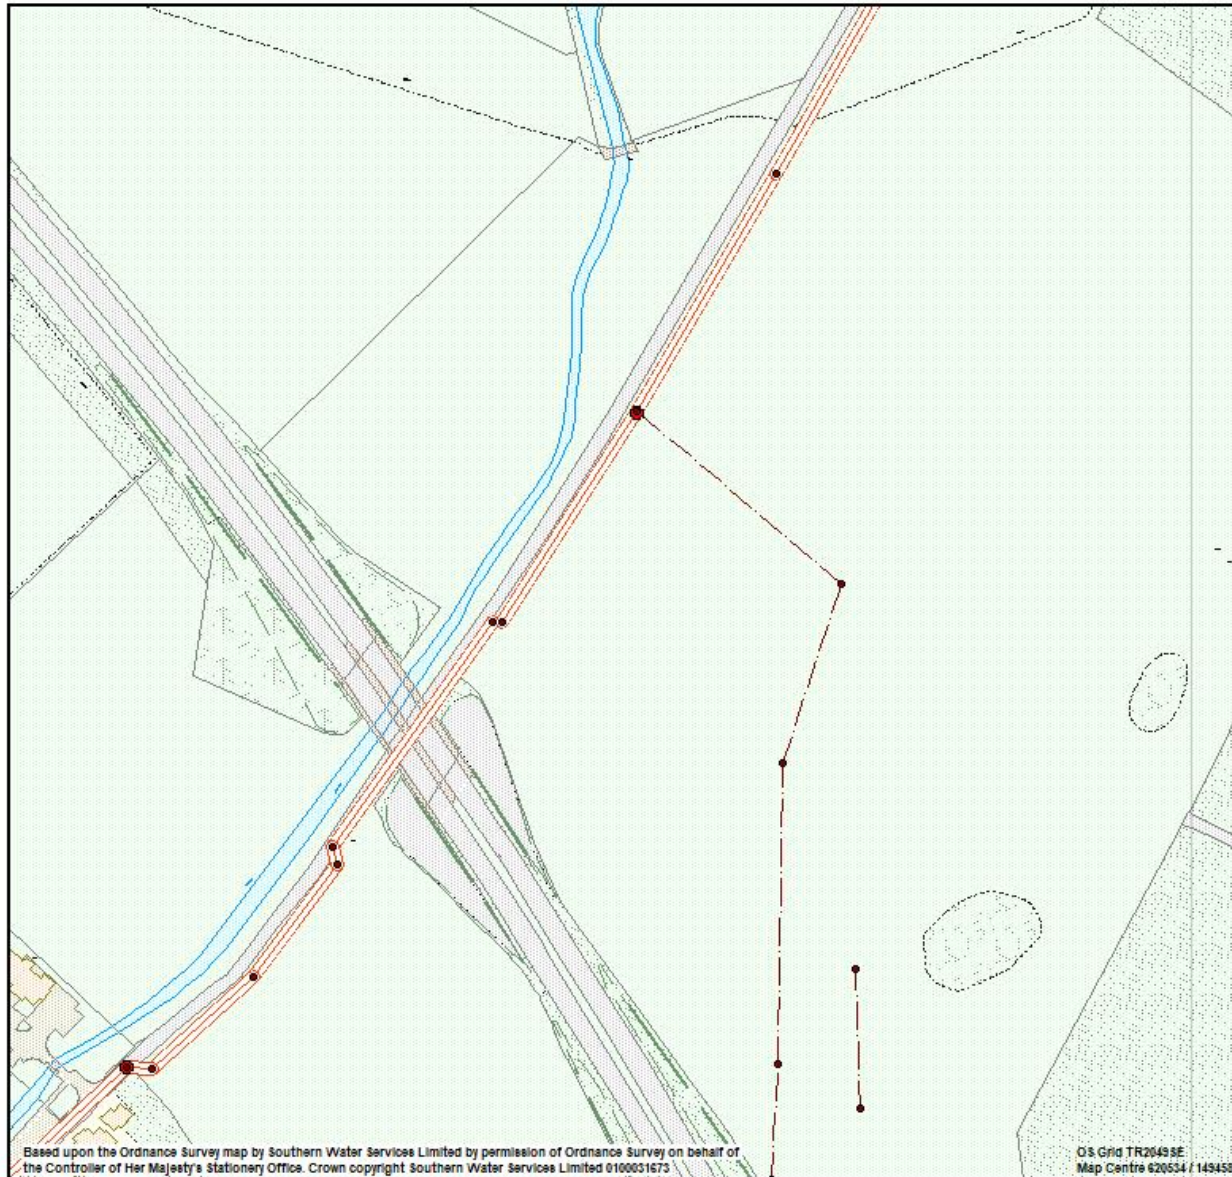 Based upon the Ordnance Survey map by Southern Water Services Limited by permission of Ordnance Survey on behalf of
the Controller of Her Majesty's Stationery Office. Crown copyright Southern Water Services Limited 0100031673
OS Grid TR2049SE
Map Centre 620534 /